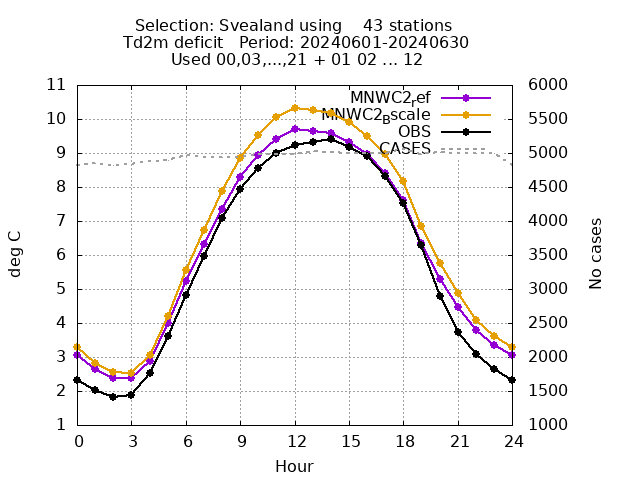 Selection: Svealand using    43 stations
Td2m deficit   Period: 20240601-20240630
Used 00,03,...,21 + 01 02 ... 12
MNWC2_ref
MNWC2_Bscale
OBS
CASES
deg C
11
10
9
8
7
6
5
4
3
2
1
6000
5500
5000
4500
4000
3500
3000
2500
2000
1500
1000
No cases
0 3 6 9 12 15 18 21 24
Hour